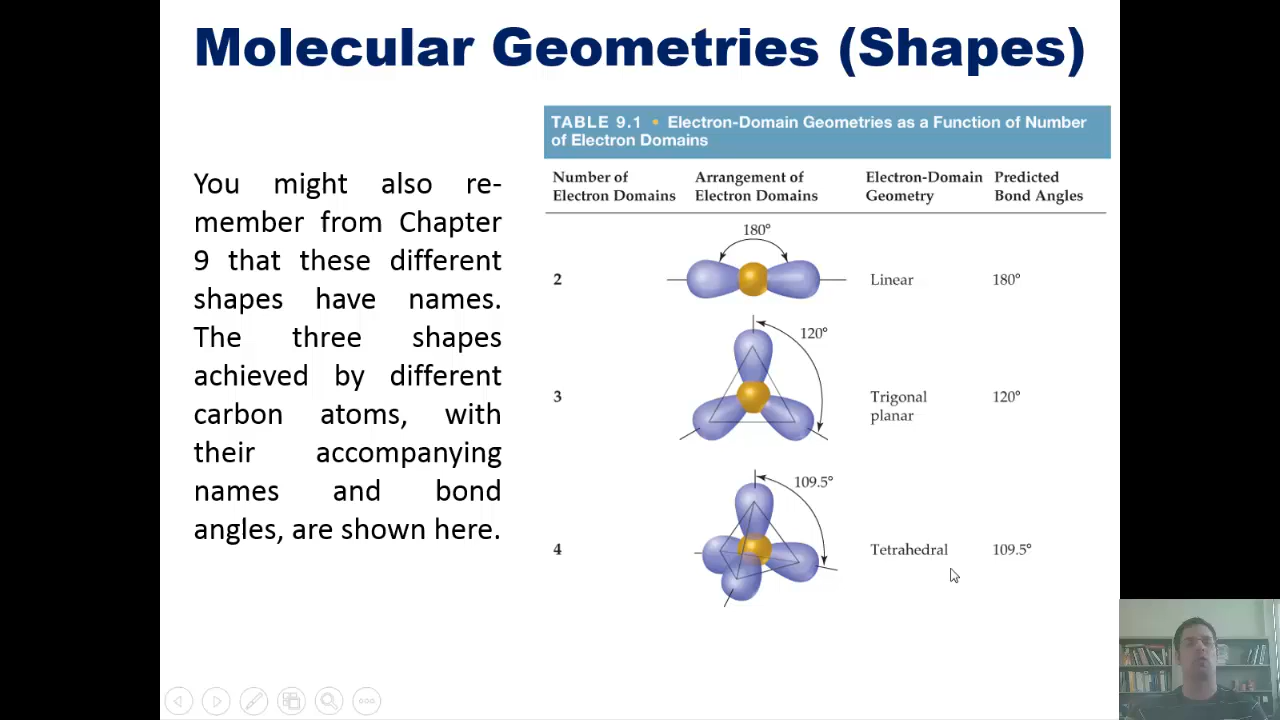 Molecular Geometries (Shapes)
You might also re-
member from Chapter
9 that these different
shapes have names.
The three shapes
achieved by different
carbon atoms, with
their accompanying
names and bond
angles, are shown here.
TABLE 9.1 • Electron-Domain Geometries as a Function of Number
of Electron Domains
Number of Electron Domains
Arrangement of Electron Domains
Electron-Domain Geometry
Predicted Bond Angles
180°
2 Linear 180°
120°
3 Trigonal planar 120°
109.5°
4 Tetrahedral 109.5°